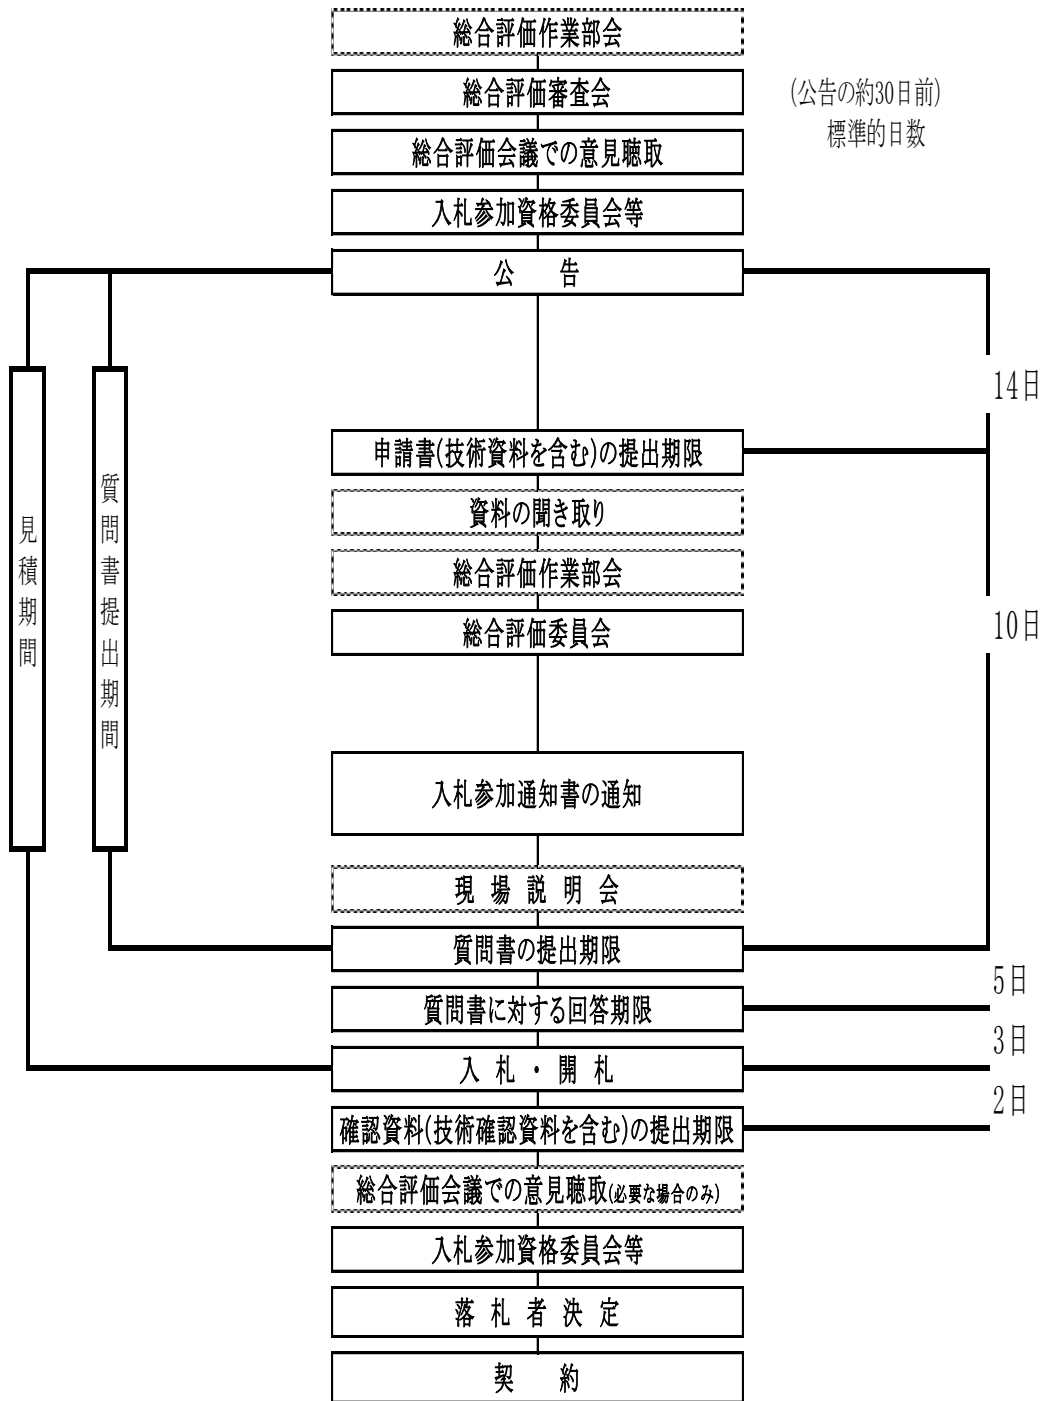 総合評価作業部会
総合評価審査会
(公告の約30日前)
標準的日数
総合評価会議での意見聴取
入札参加資格委員会等
公　告
14日
申請書(技術資料を含む)の提出期限
資料の聞き取り
総合評価作業部会
総合評価委員会
10日
見積期間
質問書提出期間
入札参加通知書の通知
現場説明会
質問書の提出期限
5日
質問書に対する回答期限
3日
入札・開札
2日
確認資料(技術確認資料を含む)の提出期限
総合評価会議での意見聴取(必要な場合のみ)
入札参加資格委員会等
落札者決定
契　約